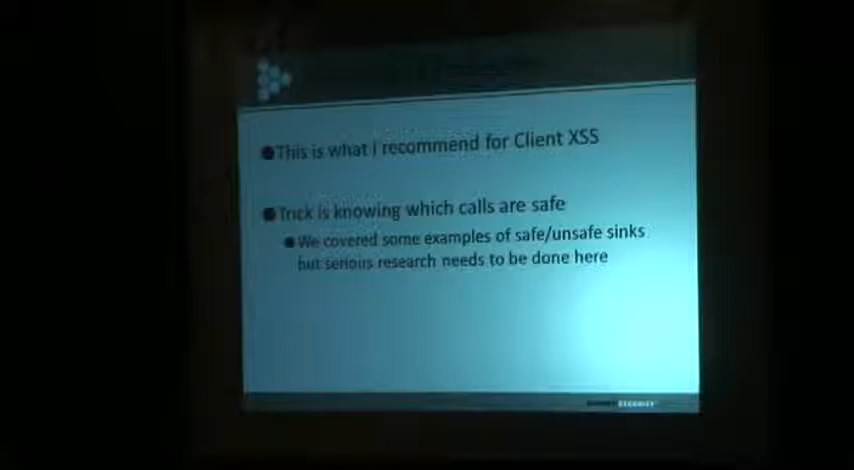 ●This is what I recommend for Client XSS
●Trick is knowing which calls are safe
●We covered some examples of safe/unsafe sinks
but serious research needs to be done here
SECURITY